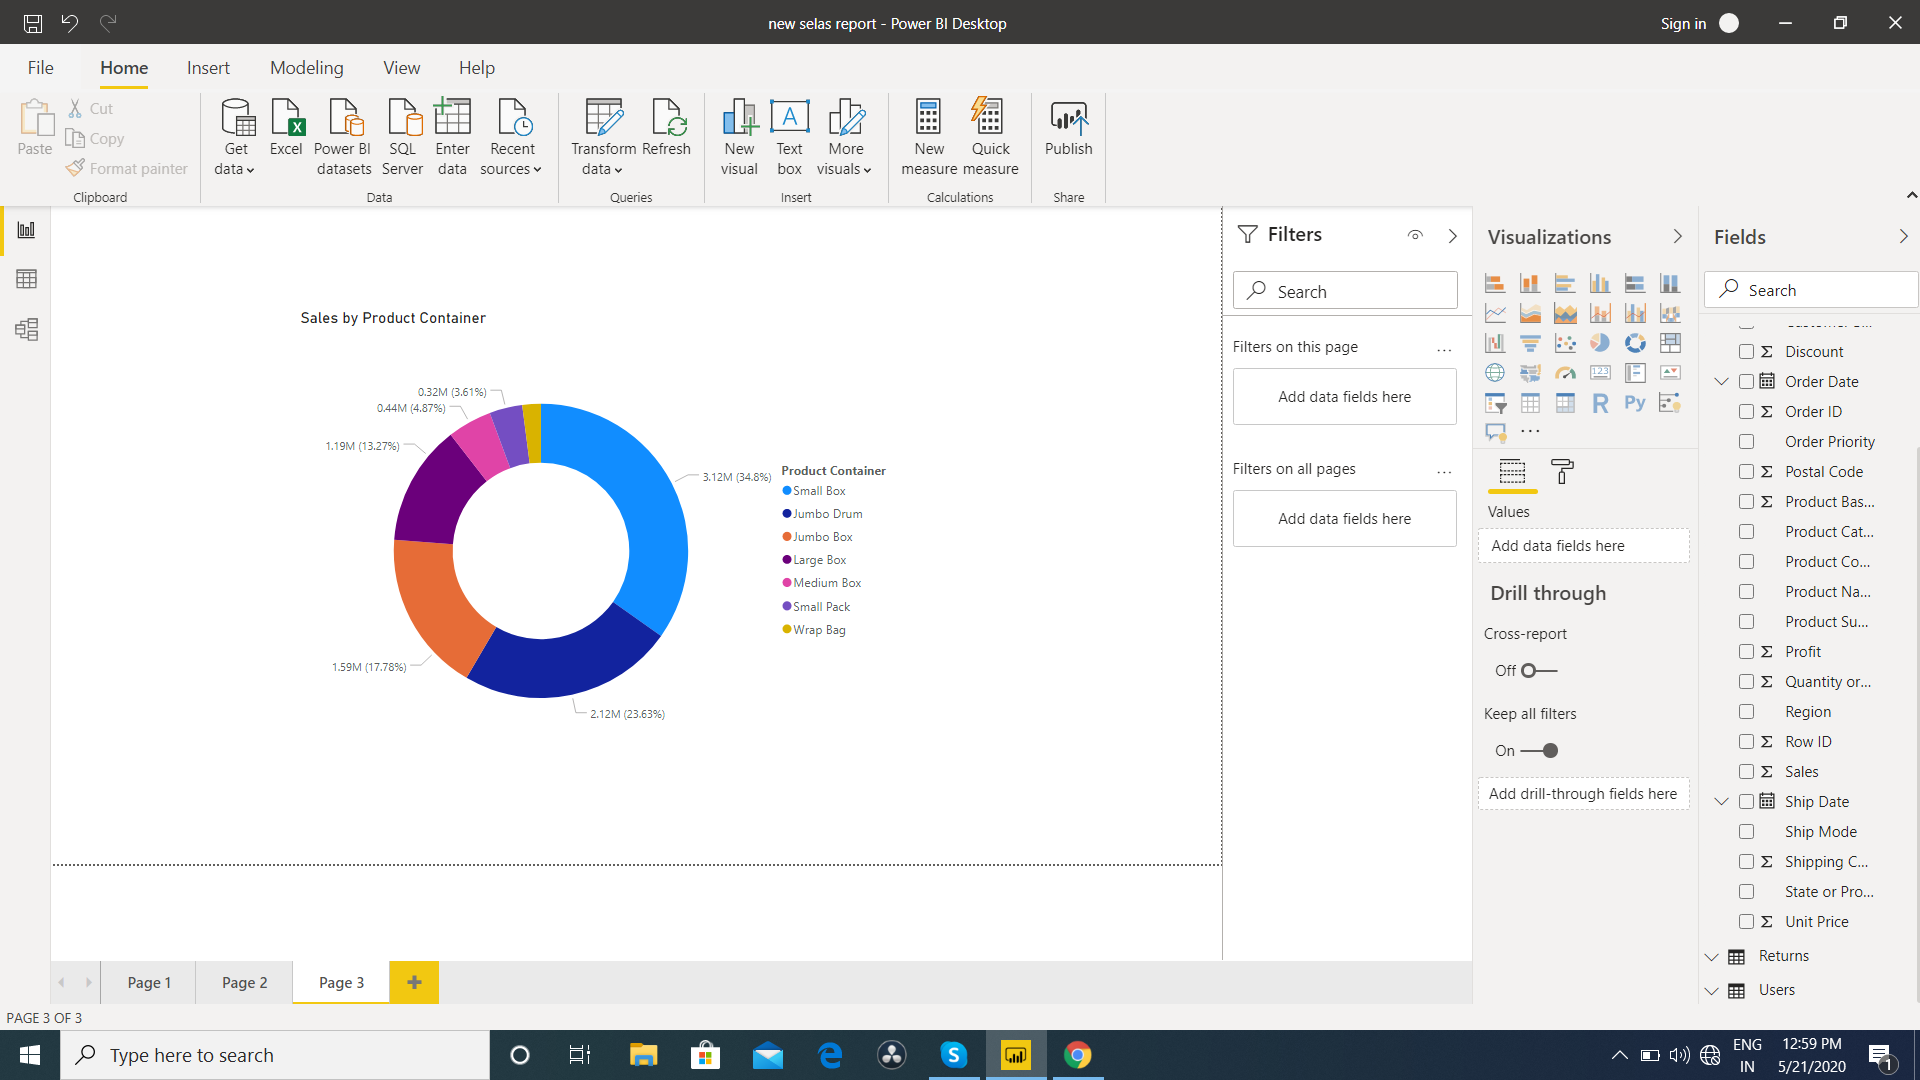 new selas report - Power BI Desktop
Sign in
File Home Insert Modeling View Help
Paste
Cut
Copy
Format painter
Clipboard
Get data
Excel
Power BI datasets
SQL Server
Enter data
Recent sources
Data
Transform data
Refresh
Queries
New visual
Text box
More visuals
Insert
New measure
Quick measure
Calculations
Publish
Share
Sales by Product Container
0.32M (3.61%)
0.44M (4.87%)
1.19M (13.27%)
3.12M (34.8%)
1.59M (17.78%)
2.12M (23.63%)
Product Container
Small Box
Jumbo Drum
Jumbo Box
Large Box
Medium Box
Small Pack
Wrap Bag
Filters
Search
Filters on this page ...
Add data fields here
Filters on all pages ...
Add data fields here
Visualizations
123
R Py
...
Values
Add data fields here
Drill through
Cross-report
Off
Keep all filters
On
Add drill-through fields here
Fields
Search
Σ Discount
Order Date
Σ Order ID
Order Priority
Σ Postal Code
Σ Product Bas...
Product Cat...
Product Co...
Product Na...
Product Su...
Σ Profit
Σ Quantity or...
Region
Σ Row ID
Σ Sales
Ship Date
Ship Mode
Σ Shipping C...
State or Pro...
Σ Unit Price
Returns
Users
Page 1 Page 2 Page 3 +
PAGE 3 OF 3
Type here to search
ENG
IN
12:59 PM
5/21/2020
1